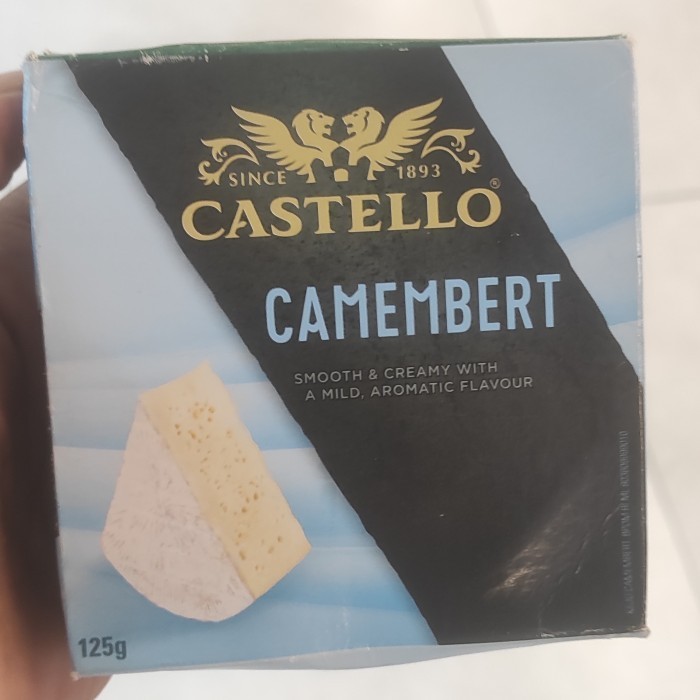 SINCE 1893
CASTELLO®
CAMEMBERT
SMOOTH & CREAMY WITH
A MILD, AROMATIC FLAVOUR
125g